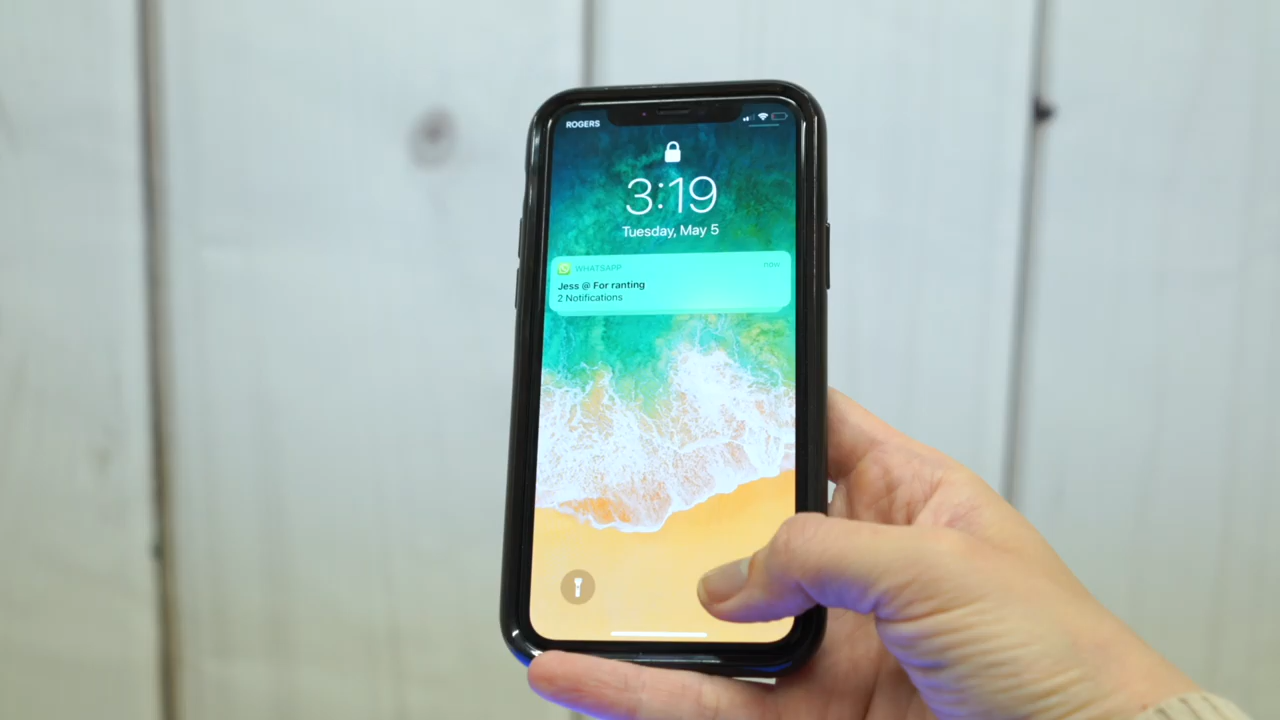 ROGERS
3:19
Tuesday, May 5
WHATSAPP now
Jess @ For ranting
2 Notifications